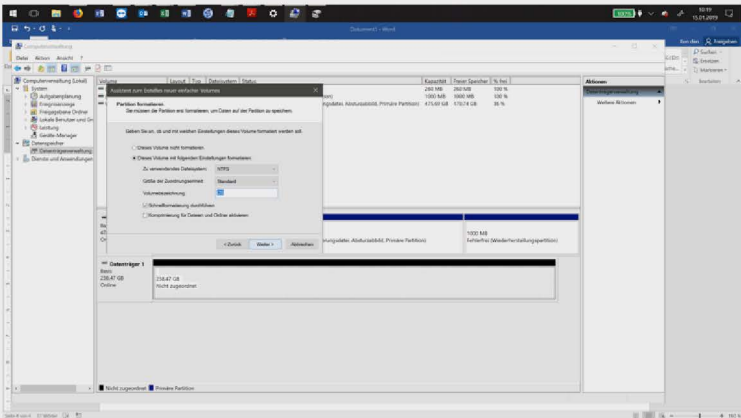 10:19
15.01.2019
Dokument1 - Word
Freigeben
Computerverwaltung
Datei Aktion Ansicht ?
Computerverwaltung (Lokal)
System
Aufgabenplanung
Ereignisanzeige
Freigegebene Ordner
Lokale Benutzer und Gr
Leistung
Geräte-Manager
Datenspeicher
Datenträgerverwaltung
Dienste und Anwendungen
Volume Layout Typ Dateisystem Status Kapazität Freier Speicher % frei
260 MB 260 MB 100 %
1000 MB 1000 MB 100 %
475,69 GB 170,74 GB 36 %
Aktionen
Datenträgerverwaltung
Weitere Aktionen
Assistent zum Erstellen neuer einfacher Volumes
Partition formatieren
Sie müssen die Partition erst formatieren, um Daten auf der Partition zu speichern.
Geben Sie an, ob und mit welchen Einstellungen dieses Volume formatiert werden soll.
Dieses Volume nicht formatieren
Dieses Volume mit folgenden Einstellungen formatieren:
Zu verwendendes Dateisystem: NTFS
Größe der Zuordnungseinheit: Standard
Volumebezeichnung:
Schnellformatierung durchführen
Komprimierung für Dateien und Ordner aktivieren
< Zurück Weiter > Abbrechen
1000 MB
Fehlerfrei (Wiederherstellungspartition)
Datenträger 1
Basis
238,47 GB
Online
238,47 GB
Nicht zugeordnet
Nicht zugeordnet Primäre Partition